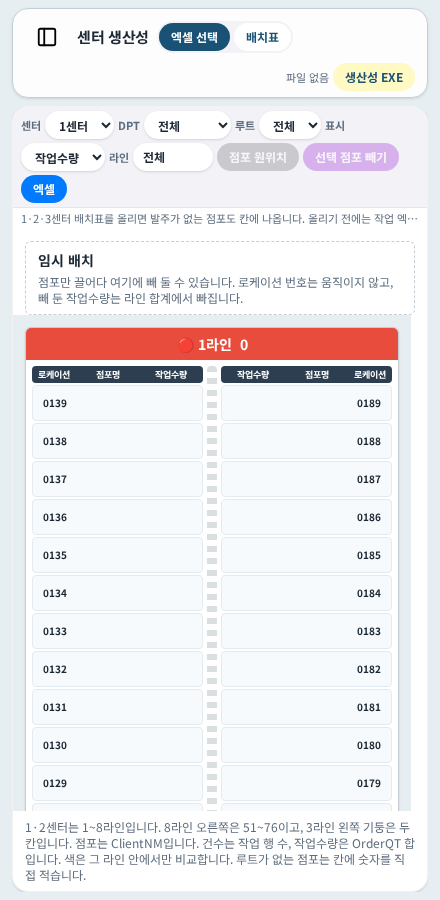 센터 생산성 엑셀 선택 배치표
파일 없음 생산성 EXE
센터 1센터 DPT 전체 루트 전체 표시
작업수량 라인 전체 점포 원위치 선택 점포 빼기
엑셀
1·2·3센터 배치표를 올리면 발주가 없는 점포도 칸에 나옵니다. 올리기 전에는 작업 엑…
임시 배치
점포만 끌어다 여기에 빼 둘 수 있습니다. 로케이션 번호는 움직이지 않고,
빼 둔 작업수량은 라인 합계에서 빠집니다.
1라인 0
로케이션 점포명 작업수량 작업수량 점포명 로케이션
0139 0189
0138 0188
0137 0187
0136 0186
0135 0185
0134 0184
0133 0183
0132 0182
0131 0181
0130 0180
0129 0179
1·2센터는 1~8라인입니다. 8라인 오른쪽은 51~76이고, 3라인 왼쪽 기둥은 두
칸입니다. 점포는 ClientNM입니다. 건수는 작업 행 수, 작업수량은 OrderQT 합
입니다. 색은 그 라인 안에서만 비교합니다. 루트가 없는 점포는 칸에 숫자를 직
접 적습니다.